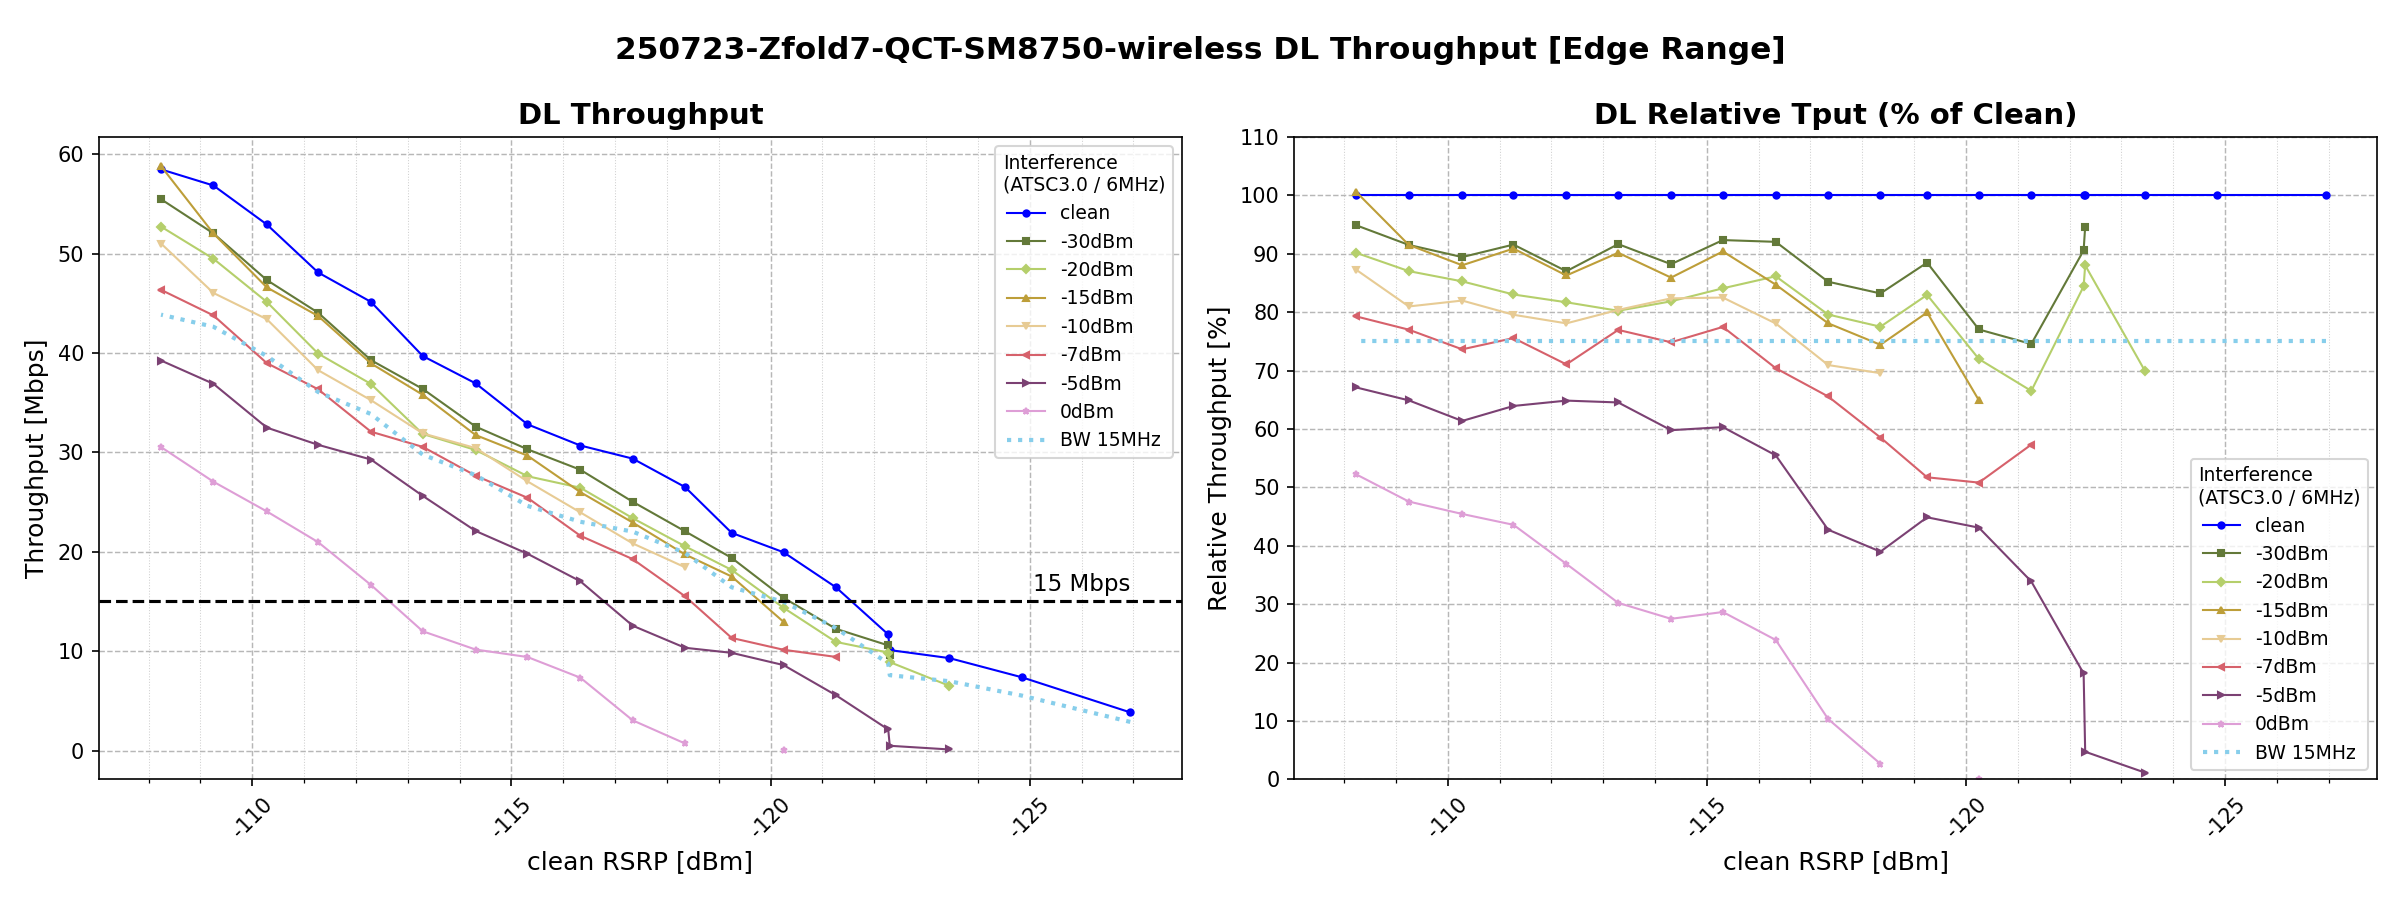 250723-Zfold7-QCT-SM8750-wireless DL Throughput [Edge Range]
DL Throughput
Throughput [Mbps]
60
50
40
30
20
10
0
15 Mbps
Interference
(ATSC3.0 / 6MHz)
clean
-30dBm
-20dBm
-15dBm
-10dBm
-7dBm
-5dBm
0dBm
BW 15MHz
-110
-115
-120
-125
clean RSRP [dBm]
DL Relative Tput (% of Clean)
Relative Throughput [%]
110
100
90
80
70
60
50
40
30
20
10
0
Interference
(ATSC3.0 / 6MHz)
clean
-30dBm
-20dBm
-15dBm
-10dBm
-7dBm
-5dBm
0dBm
BW 15MHz
-110
-115
-120
-125
clean RSRP [dBm]